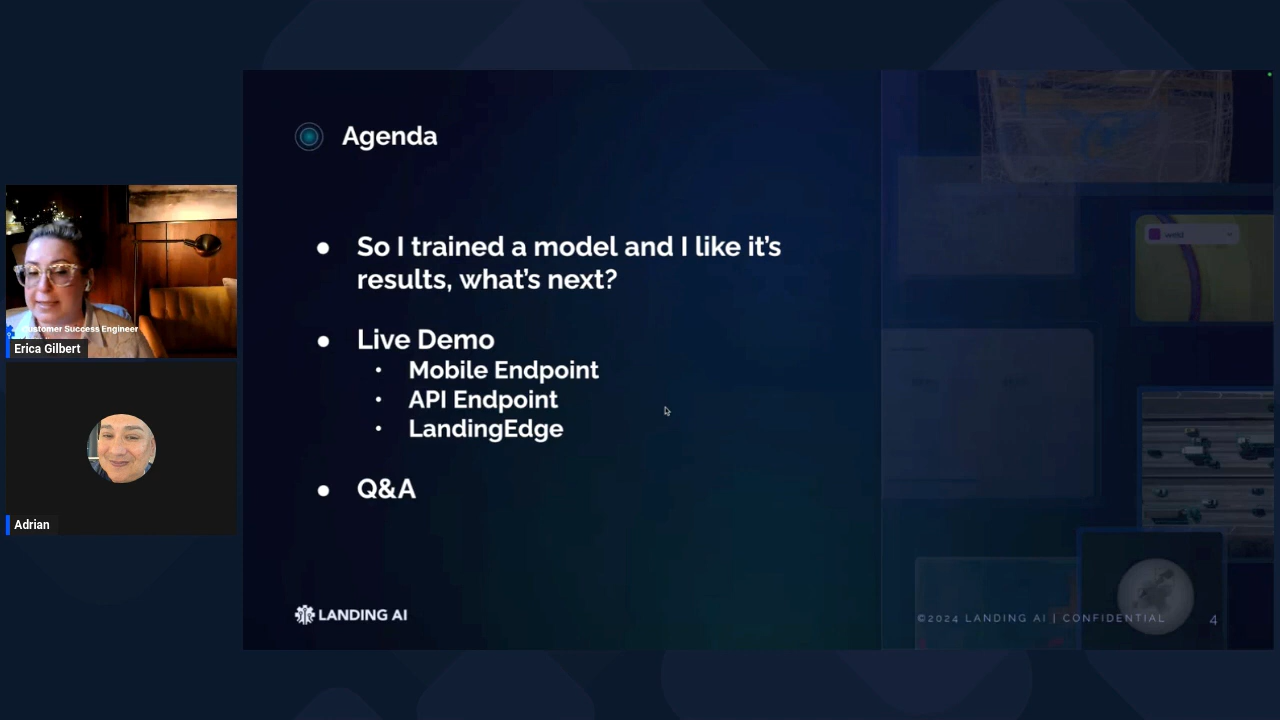 Agenda
So I trained a model and I like it's
results, what's next?
Live Demo
Mobile Endpoint
API Endpoint
LandingEdge
Q&A
LANDING AI
©2024 LANDING AI | CONFIDENTIAL
4
weld
Customer Success Engineer
Erica Gilbert
Adrian